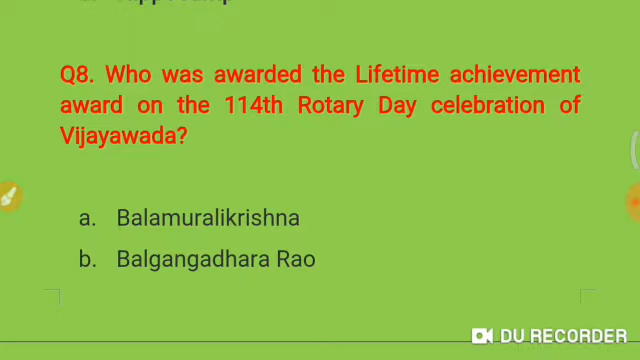 Q8. Who was awarded the Lifetime achievement
award on the 114th Rotary Day celebration of
Vijayawada?
a. Balamuralikrishna
b. Balgangadhara Rao
DU RECORDER